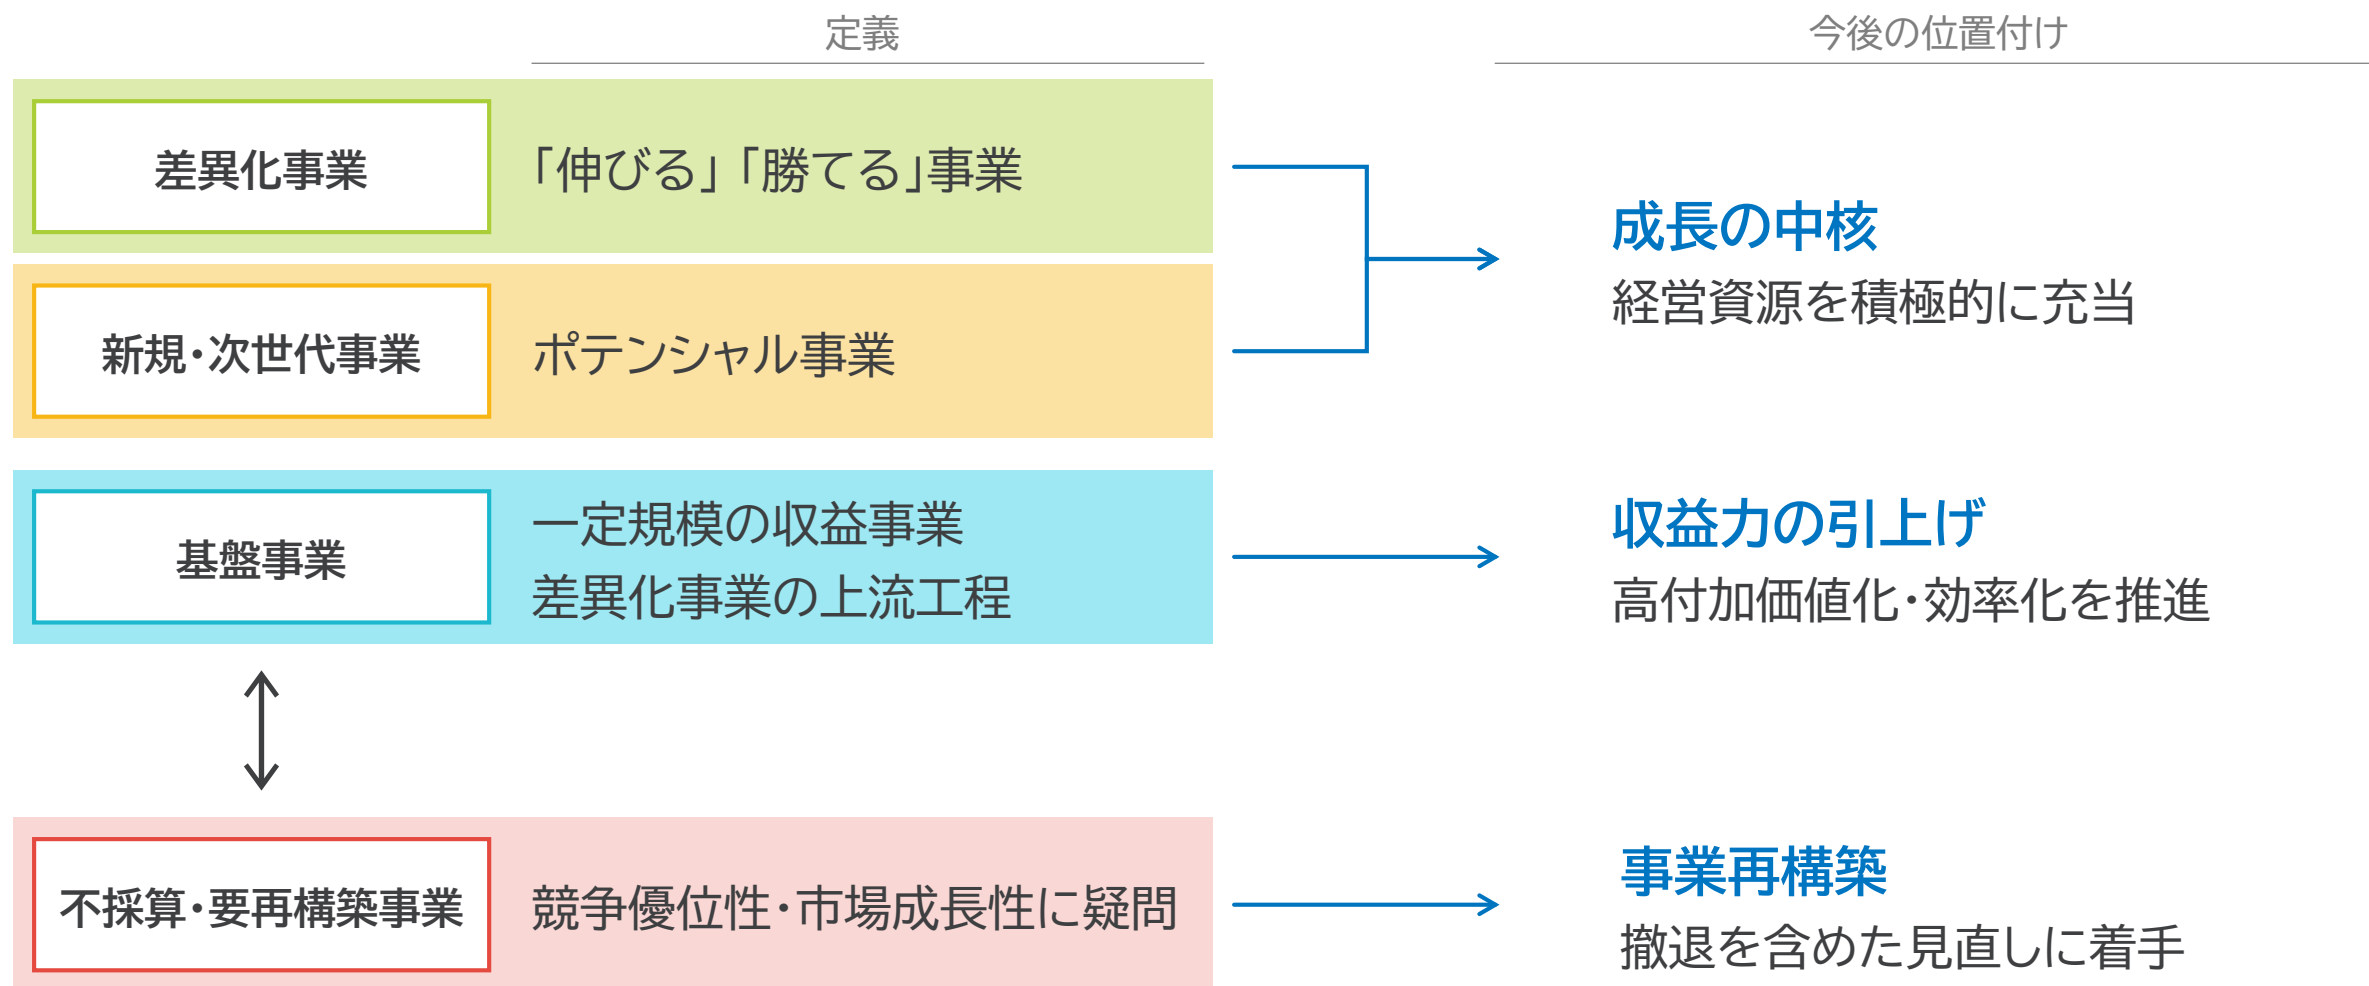 定義
今後の位置付け
差異化事業
「伸びる」「勝てる」事業
成長の中核
経営資源を積極的に充当
新規・次世代事業
ポテンシャル事業
基盤事業
一定規模の収益事業
差異化事業の上流工程
収益力の引上げ
高付加価値化・効率化を推進
不採算・要再構築事業
競争優位性・市場成長性に疑問
事業再構築
撤退を含めた見直しに着手